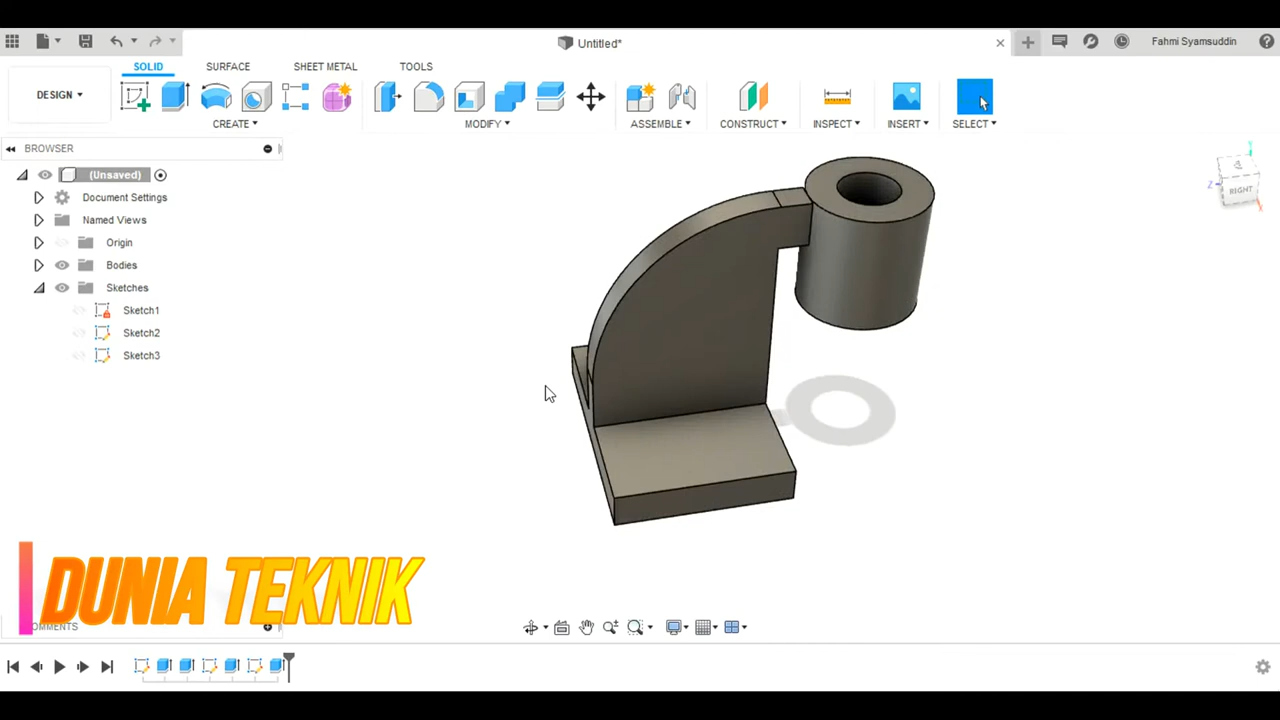 Untitled*
Fahmi Syamsuddin
SOLID
SURFACE
SHEET METAL
TOOLS
DESIGN
CREATE
MODIFY
ASSEMBLE
CONSTRUCT
INSPECT
INSERT
SELECT
BROWSER
(Unsaved)
Document Settings
Named Views
Origin
Bodies
Sketches
Sketch1
Sketch2
Sketch3
Z
RIGHT
DUNIA TEKNIK
OMMENTS